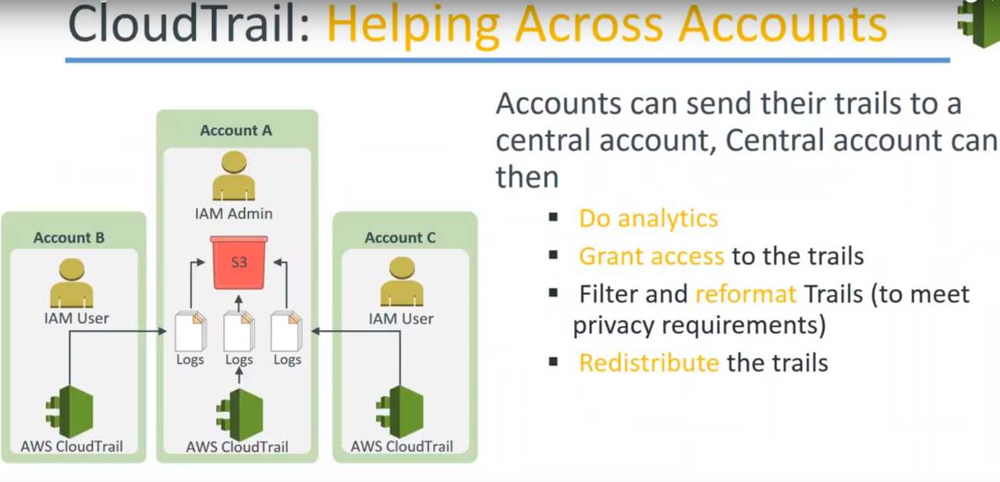 CloudTrail: Helping Across Accounts
Accounts can send their trails to a
central account, Central account can
then
▪ Do analytics
▪ Grant access to the trails
▪ Filter and reformat Trails (to meet
privacy requirements)
▪ Redistribute the trails
Account A
IAM Admin
S3
Account B
IAM User
Account C
IAM User
Logs
Logs
Logs
AWS CloudTrail
AWS CloudTrail
AWS CloudTrail